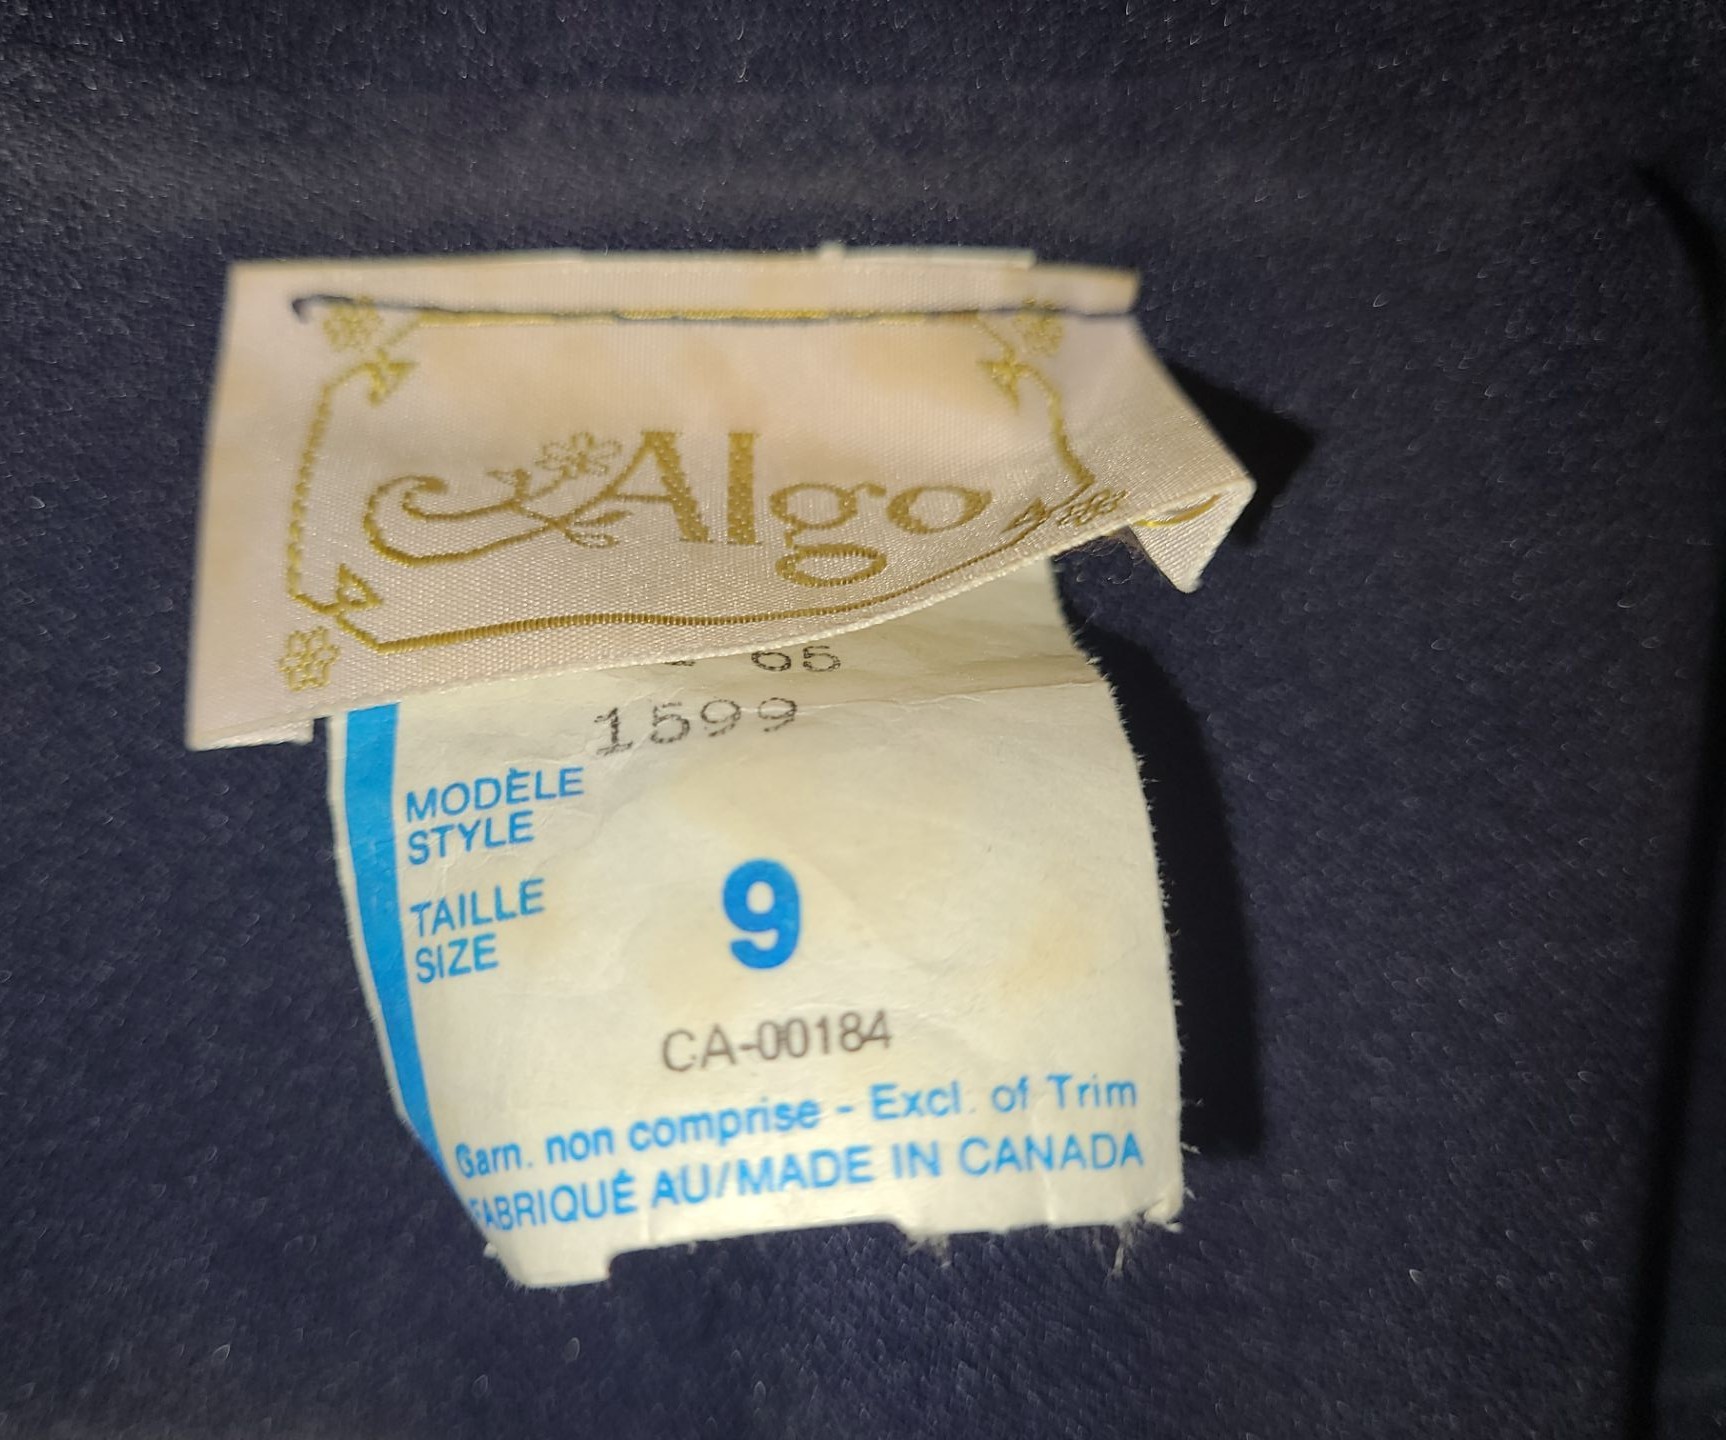 Algo
65
1599
MODÈLE
STYLE
TAILLE
SIZE
9
CA-00184
Garn. non comprise - Excl. of Trim
FABRIQUÉ AU/MADE IN CANADA